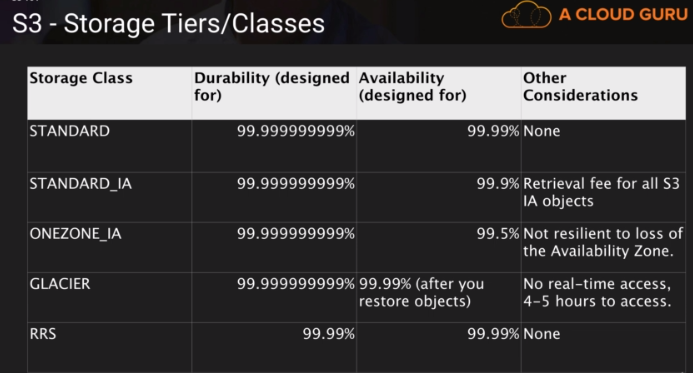 A CLOUD GURU
S3 - Storage Tiers/Classes
Storage Class
Durability (designed
for)
Availability
(designed for)
Other
Considerations
STANDARD
99.999999999%
99.99%
None
STANDARD_IA
99.999999999%
99.9%
Retrieval fee for all S3
IA objects
ONEZONE_IA
99.999999999%
99.5%
Not resilient to loss of
the Availability Zone.
GLACIER
99.999999999%
99.99% (after you
restore objects)
No real-time access,
4-5 hours to access.
RRS
99.99%
99.99%
None